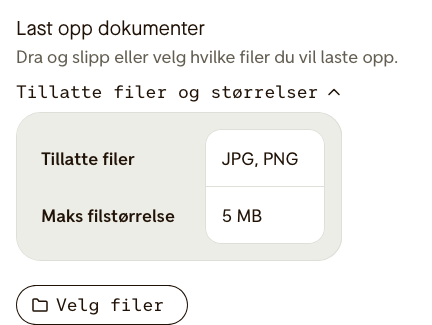 Last opp dokumenter
Dra og slipp eller velg hvilke filer du vil laste opp.
Tillatte filer og størrelser
Tillatte filer JPG, PNG
Maks filstørrelse 5 MB
Velg filer